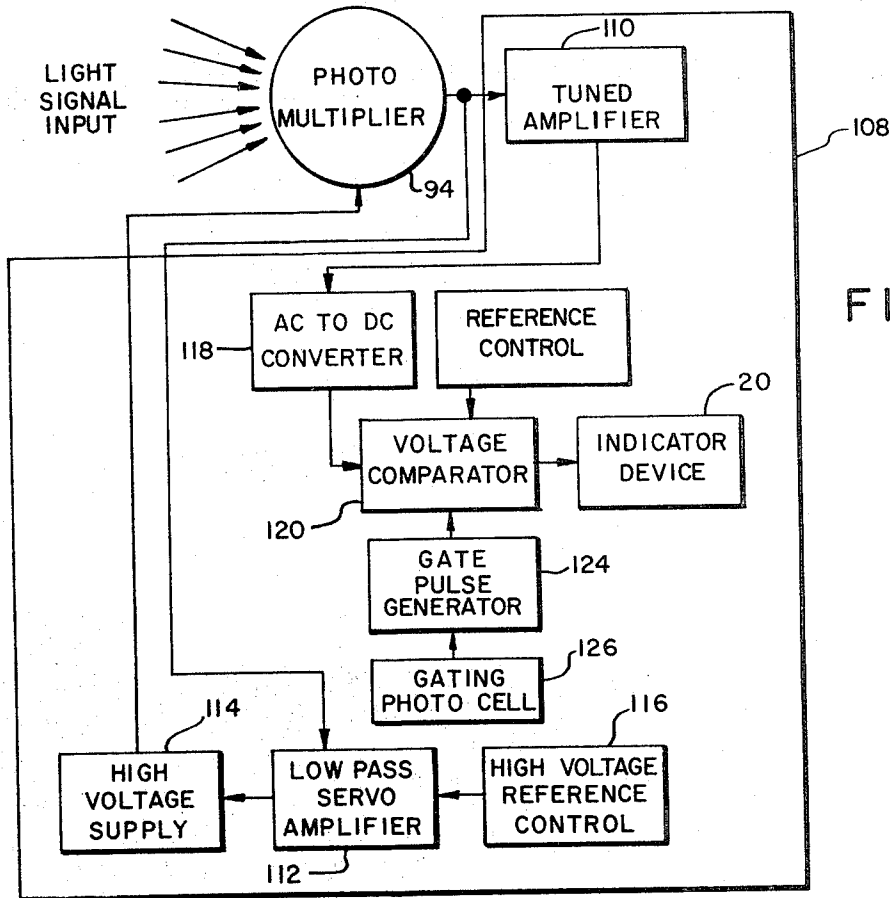 110
LIGHT
SIGNAL
INPUT
PHOTO
MULTIPLIER
TUNED
AMPLIFIER
108
94
FI
AC TO DC
CONVERTER
118
REFERENCE
CONTROL
20
VOLTAGE
COMPARATOR
INDICATOR
DEVICE
120
GATE
PULSE
GENERATOR
124
GATING
PHOTO CELL
126
114
116
HIGH
VOLTAGE
SUPPLY
LOW PASS
SERVO
AMPLIFIER
HIGH VOLTAGE
REFERENCE
CONTROL
112